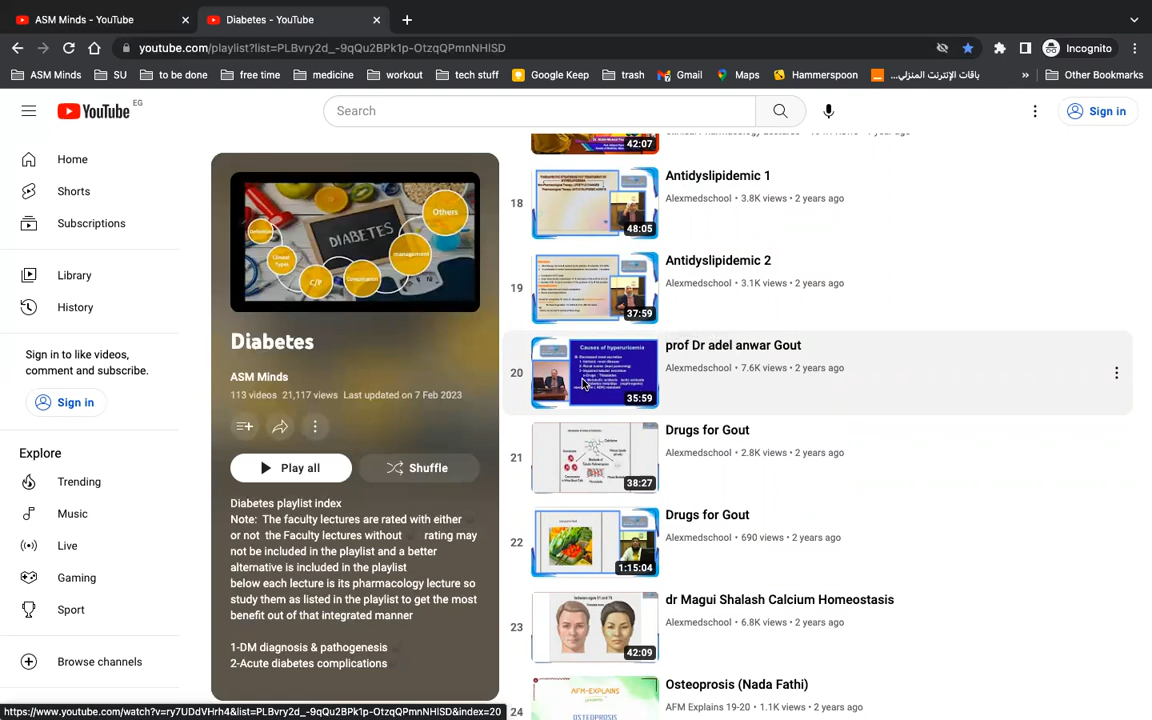 ASM Minds - YouTube
Diabetes - YouTube
youtube.com/playlist?list=PLBvry2d_-9qQu2BPk1p-OtzqQPmnNHlSD
Incognito
ASM Minds
SU
to be done
free time
medicine
workout
tech stuff
Google Keep
trash
Gmail
Maps
Hammerspoon
باقات الإنترنت المنزلي...
Other Bookmarks
YouTube
EG
Search
Sign in
Home
Shorts
Subscriptions
Library
History
Sign in to like videos,
comment and subscribe.
Sign in
Explore
Trending
Music
Live
Gaming
Sport
Browse channels
DIABETES
Others
management
Complication
C/P
Diabetes
ASM Minds
113 videos 21,117 views Last updated on 7 Feb 2023
Play all
Shuffle
Diabetes playlist index
Note: The faculty lectures are rated with either
or not the Faculty lectures without rating may
not be included in the playlist and a better
alternative is included in the playlist
below each lecture is its pharmacology lecture so
study them as listed in the playlist to get the most
benefit out of that integrated manner
1-DM diagnosis & pathogenesis
2-Acute diabetes complications
42:07
18
48:05
Antidyslipidemic 1
Alexmedschool • 3.8K views • 2 years ago
19
37:59
Antidyslipidemic 2
Alexmedschool • 3.1K views • 2 years ago
20
Causes of hyperuricemia
35:59
prof Dr adel anwar Gout
Alexmedschool • 7.6K views • 2 years ago
21
38:27
Drugs for Gout
Alexmedschool • 2.8K views • 2 years ago
22
1:15:04
Drugs for Gout
Alexmedschool • 690 views • 2 years ago
23
42:09
dr Magui Shalash Calcium Homeostasis
Alexmedschool • 6.8K views • 2 years ago
24
AFM-EXPLAINS
OSTEOPROSIS
Osteoprosis (Nada Fathi)
AFM Explains 19-20 • 1.1K views • 2 years ago
https://www.youtube.com/watch?v=ry7UDdVHrh4&list=PLBvry2d_-9qQu2BPk1p-OtzqQPmnNHlSD&index=20